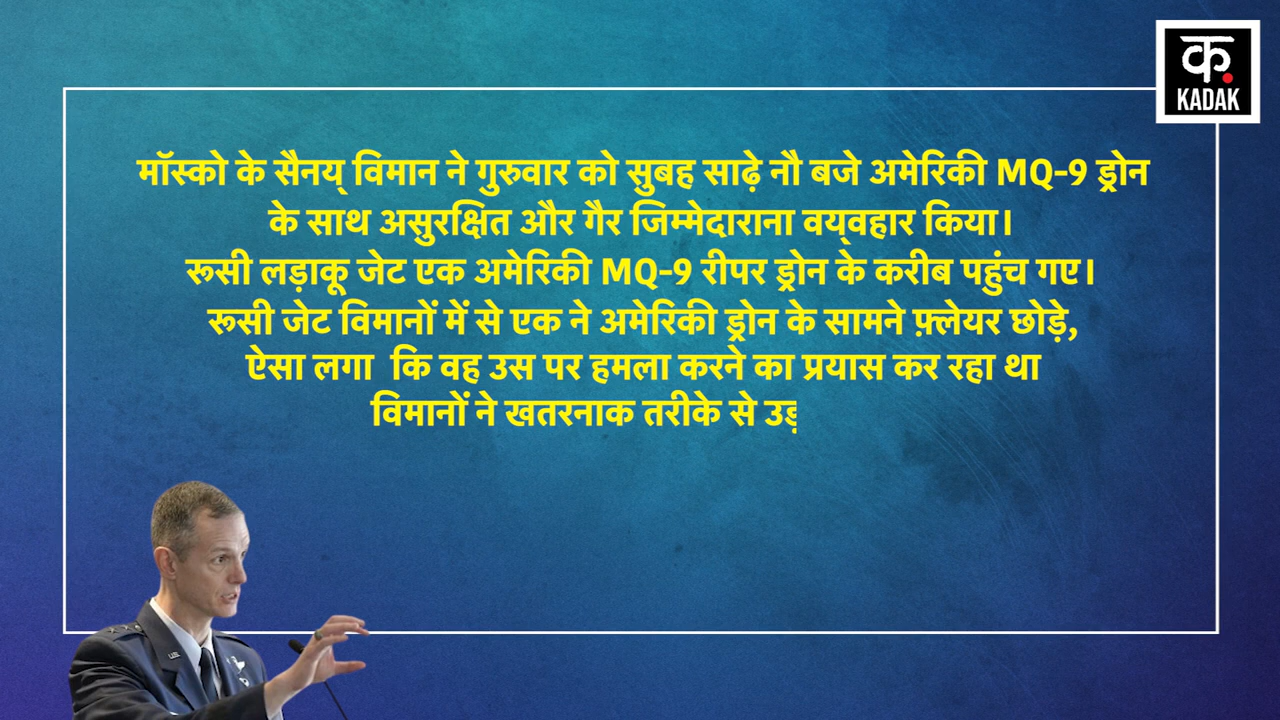 क.
KADAK
मॉस्को के सैनय् विमान ने गुरुवार को सुबह साढ़े नौ बजे अमेरिकी MQ-9 ड्रोन
के साथ असुरक्षित और गैर जिम्मेदाराना वय्वहार किया।
रूसी लड़ाकू जेट एक अमेरिकी MQ-9 रीपर ड्रोन के करीब पहुंच गए।
रूसी जेट विमानों में से एक ने अमेरिकी ड्रोन के सामने फ़्लेयर छोड़े,
ऐसा लगा कि वह उस पर हमला करने का प्रयास कर रहा था
विमानों ने खतरनाक तरीके से उड़